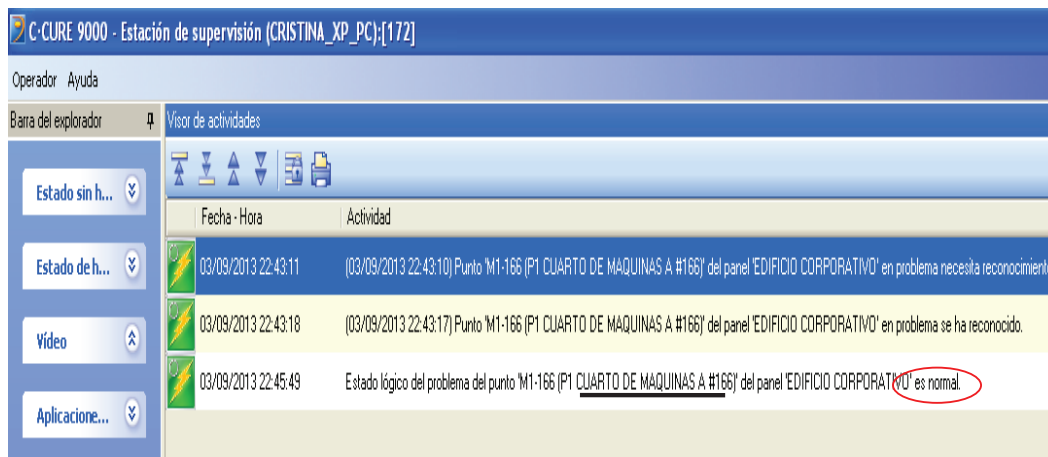 C·CURE 9000 - Estación de supervisión (CRISTINA_XP_PC):[172]
Operador Ayuda
Barra del explorador
Visor de actividades
Estado sin h...
Estado de h...
Vídeo
Aplicacione...
Fecha - Hora Actividad
03/09/2013 22:43:11 (03/09/2013 22:43:10) Punto 'M1-166 (P1 CUARTO DE MAQUINAS A #166)' del panel 'EDIFICIO CORPORATIVO' en problema necesita reconocimiento
03/09/2013 22:43:18 (03/09/2013 22:43:17) Punto 'M1-166 (P1 CUARTO DE MAQUINAS A #166)' del panel 'EDIFICIO CORPORATIVO' en problema se ha reconocido.
03/09/2013 22:45:49 Estado lógico del problema del punto 'M1-166 (P1 CUARTO DE MAQUINAS A #166)' del panel 'EDIFICIO CORPORATIVO' es normal.